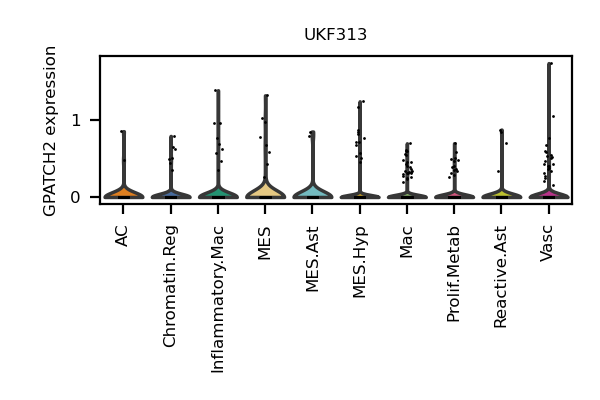 UKF313
GPATCH2 expression
1
0
AC
Chromatin.Reg
Inflammatory.Mac
MES
MES.Ast
MES.Hyp
Mac
Prolif.Metab
Reactive.Ast
Vasc